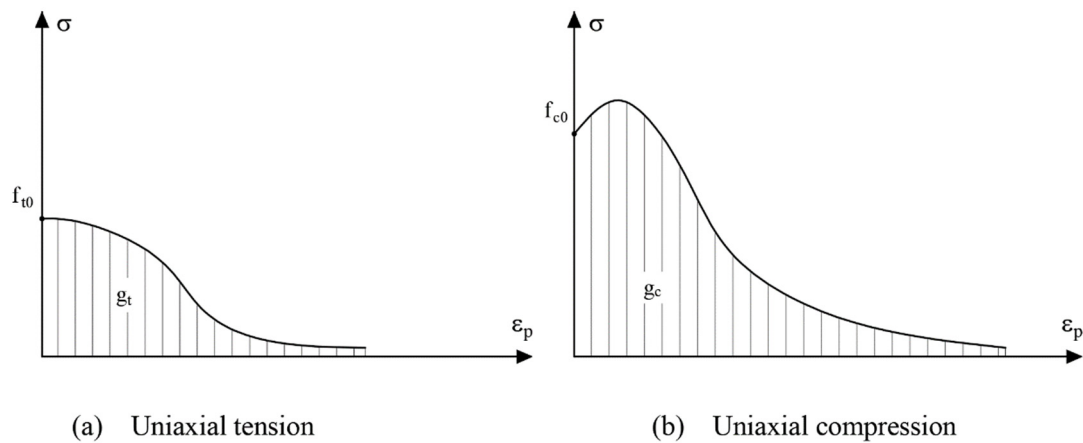 σ
f_t0
g_t
ε_p
(a) Uniaxial tension
σ
f_c0
g_c
ε_p
(b) Uniaxial compression